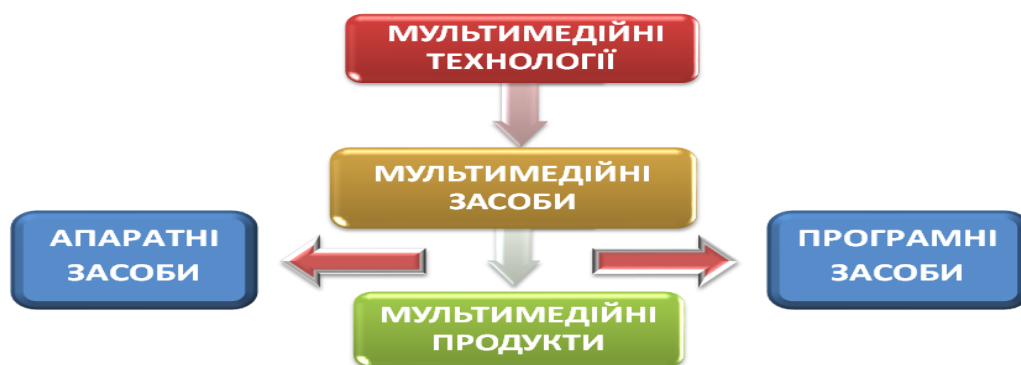 МУЛЬТИМЕДІЙНІ
ТЕХНОЛОГІЇ
МУЛЬТИМЕДІЙНІ
ЗАСОБИ
АПАРАТНІ
ЗАСОБИ
ПРОГРАМНІ
ЗАСОБИ
МУЛЬТИМЕДІЙНІ
ПРОДУКТИ